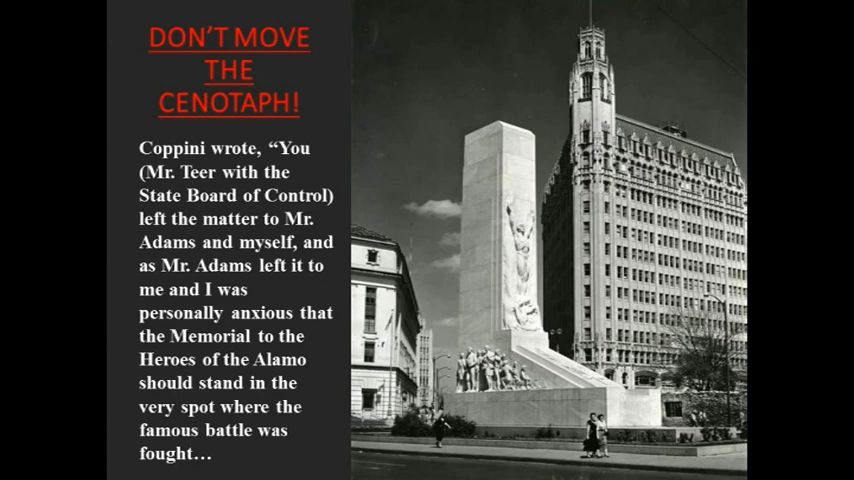 DON'T MOVE
THE
CENOTAPH!
Coppini wrote, “You
(Mr. Teer with the
State Board of Control)
left the matter to Mr.
Adams and myself, and
as Mr. Adams left it to
me and I was
personally anxious that
the Memorial to the
Heroes of the Alamo
should stand in the
very spot where the
famous battle was
fought…